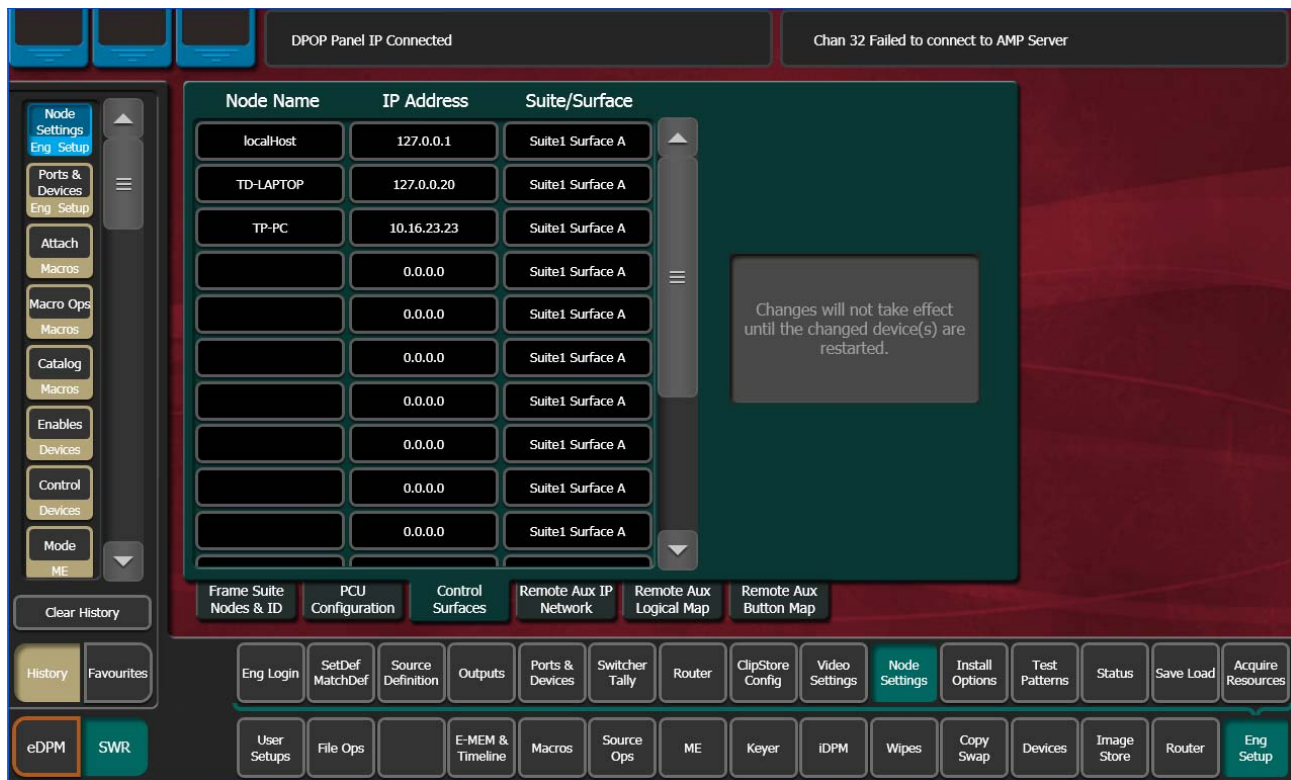 DPOP Panel IP Connected
Chan 32 Failed to connect to AMP Server
Node
Settings
Eng Setup
Ports &
Devices
Eng Setup
Attach
Macros
Macro Ops
Macros
Catalog
Macros
Enables
Devices
Control
Devices
Mode
ME
Clear History
History
Favourites
Node Name IP Address Suite/Surface
localHost 127.0.0.1 Suite1 Surface A
TD-LAPTOP 127.0.0.20 Suite1 Surface A
TP-PC 10.16.23.23 Suite1 Surface A
0.0.0.0 Suite1 Surface A
0.0.0.0 Suite1 Surface A
0.0.0.0 Suite1 Surface A
0.0.0.0 Suite1 Surface A
0.0.0.0 Suite1 Surface A
0.0.0.0 Suite1 Surface A
0.0.0.0 Suite1 Surface A
Changes will not take effect
until the changed device(s) are
restarted.
Frame Suite
Nodes & ID
PCU
Configuration
Control
Surfaces
Remote Aux IP
Network
Remote Aux
Logical Map
Remote Aux
Button Map
Eng Login
SetDef
MatchDef
Source
Definition
Outputs
Ports &
Devices
Switcher
Tally
Router
ClipStore
Config
Video
Settings
Node
Settings
Install
Options
Test
Patterns
Status
Save Load
Acquire
Resources
eDPM
SWR
User
Setups
File Ops
E-MEM &
Timeline
Macros
Source
Ops
ME
Keyer
iDPM
Wipes
Copy
Swap
Devices
Image
Store
Router
Eng
Setup